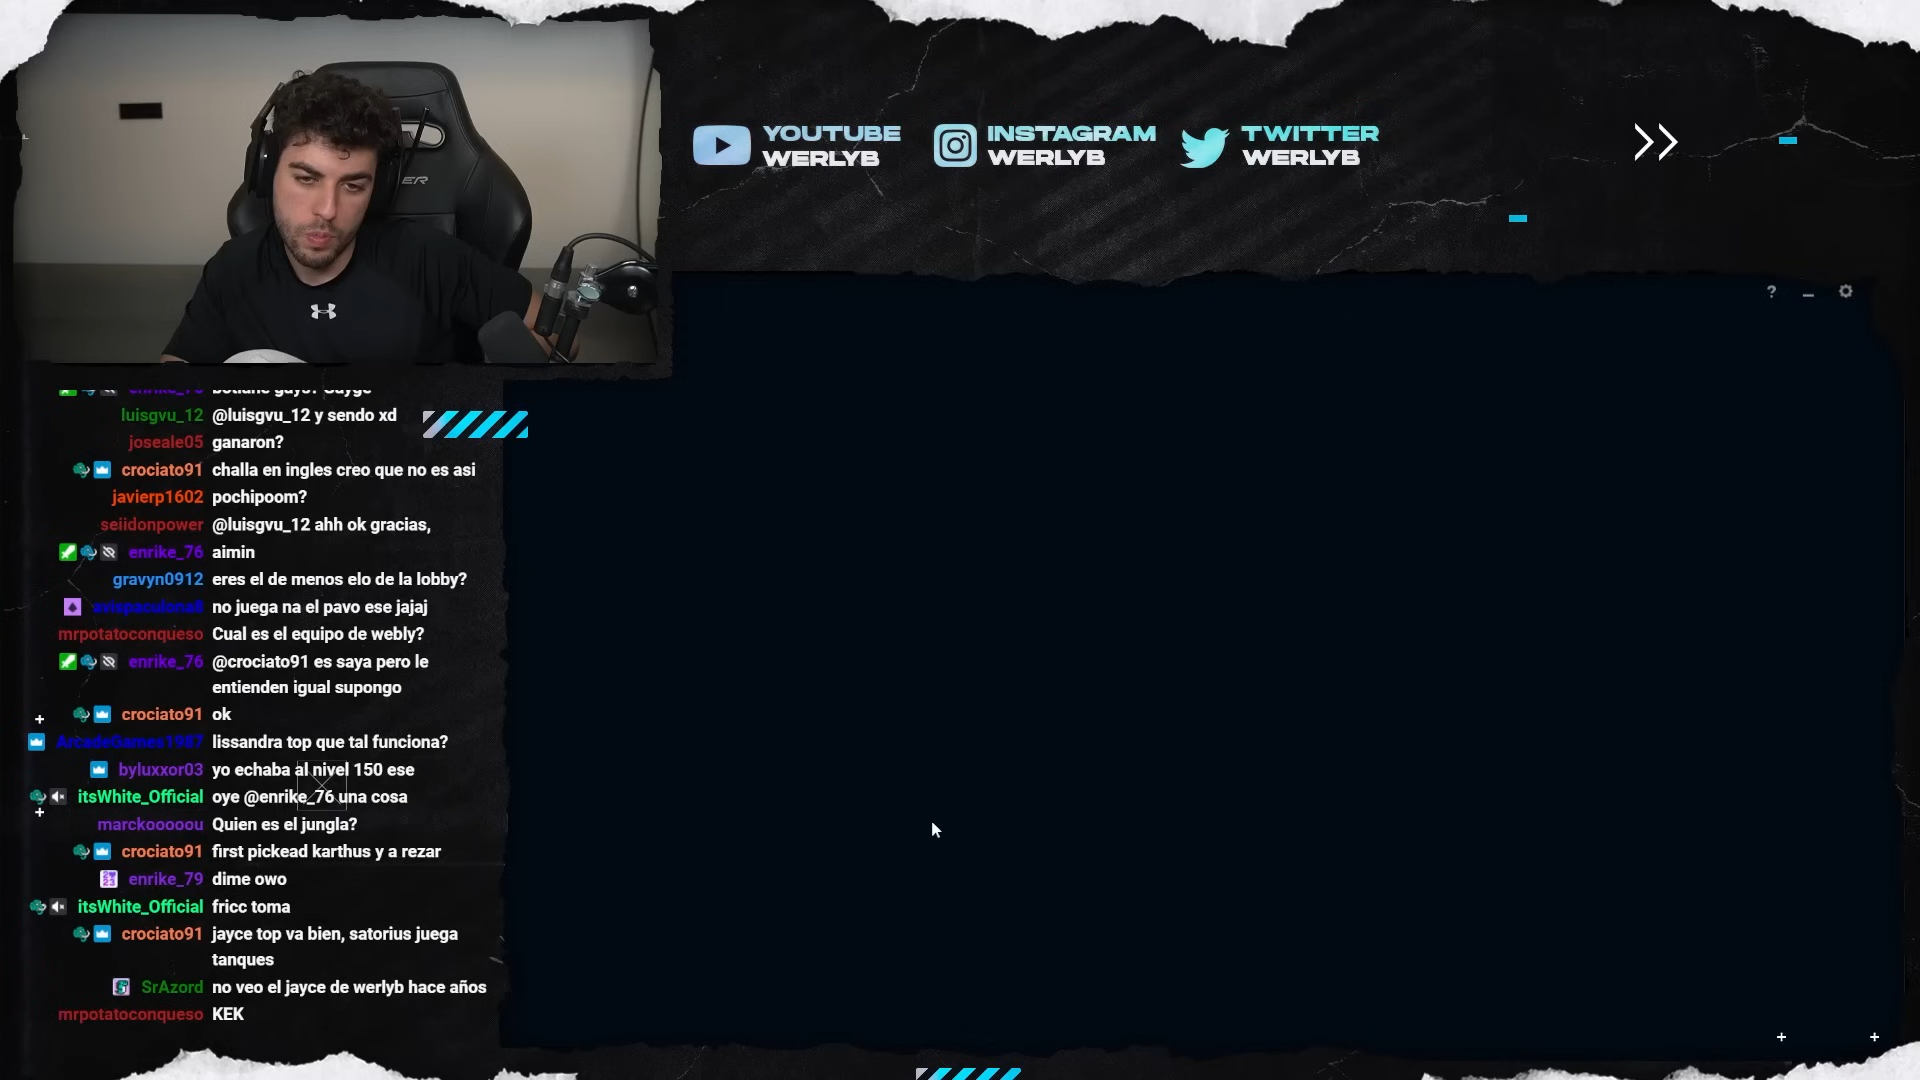 YOUTUBE
WERLYB
INSTAGRAM
WERLYB
TWITTER
WERLYB
ER
?
enrike_76
luisgvu_12 @luisgvu_12 y sendo xd
joseale05 ganaron?
crociato91 challa en ingles creo que no es asi
javierp1602 pochipoom?
seiidonpower @luisgvu_12 ahh ok gracias,
enrike_76 aimin
gravyn0912 eres el de menos elo de la lobby?
no juega na el pavo ese jajaj
mrpotatoconqueso Cual es el equipo de webly?
enrike_76 @crociato91 es saya pero le
entienden igual supongo
crociato91 ok
ArcadeGames1987 lissandra top que tal funciona?
byluxxor03 yo echaba al nivel 150 ese
itsWhite_Official oye @enrike_76 una cosa
marckooooou Quien es el jungla?
crociato91 first pickead karthus y a rezar
enrike_79 dime owo
itsWhite_Official fricc toma
crociato91 jayce top va bien, satorius juega
tanques
SrAzord no veo el jayce de werlyb hace años
mrpotatoconqueso KEK